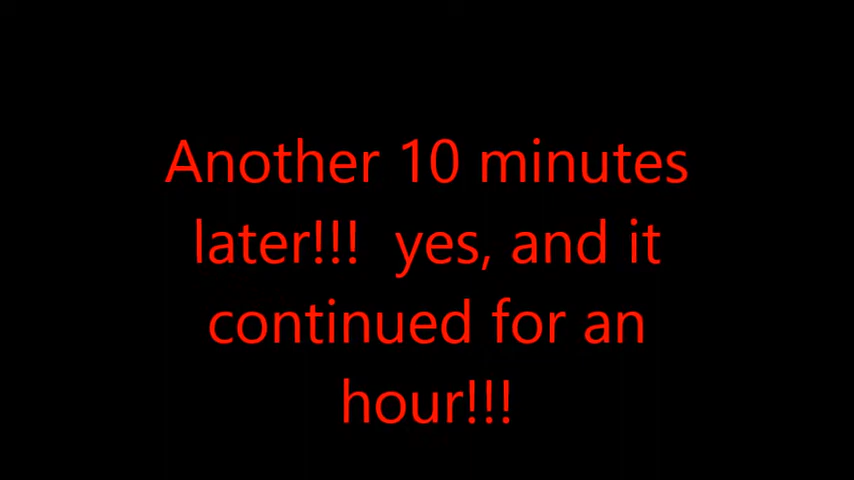 Another 10 minutes
later!!!  yes, and it
continued for an
hour!!!